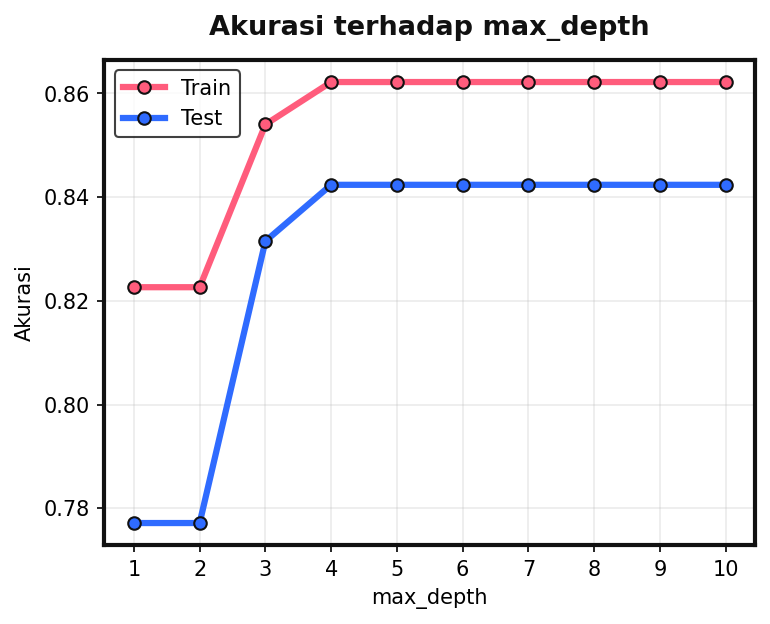 Akurasi terhadap max_depth
Train
Test
Akurasi
0.86
0.84
0.82
0.80
0.78
1 2 3 4 5 6 7 8 9 10
max_depth